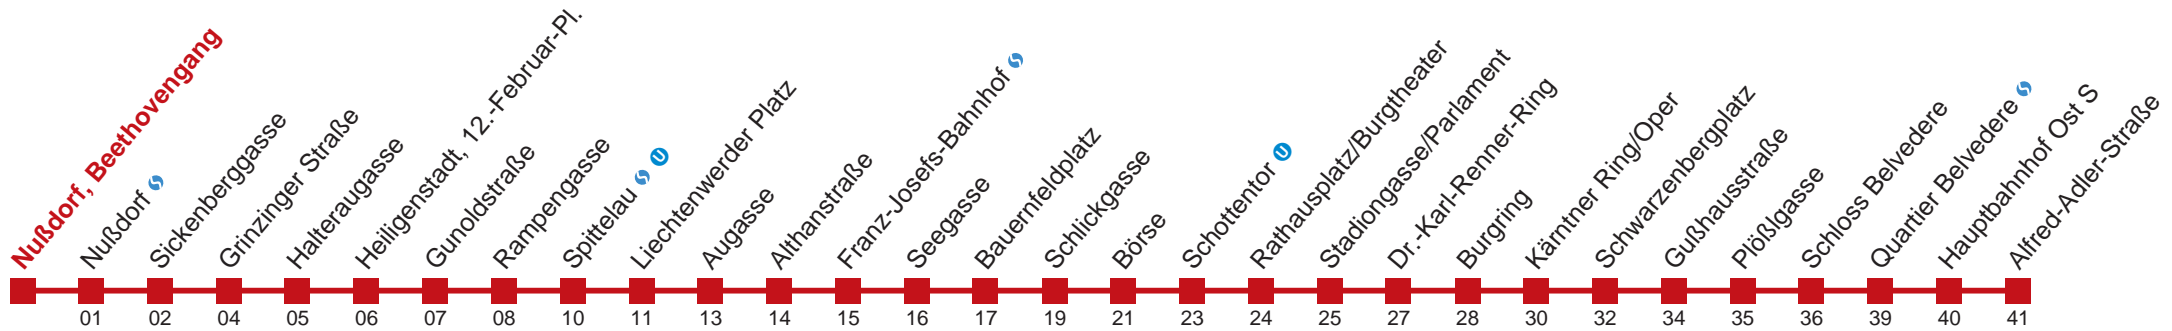 Nußdorf, Beethovengang
Nußdorf
Sickenberggasse
Grinzinger Straße
Halteraugasse
Heiligenstadt, 12.-Februar-Pl.
Gunoldstraße
Rampengasse
Spittelau U
Liechtenwerder Platz
Augasse
Althanstraße
Franz-Josefs-Bahnhof
Seegasse
Bauernfeldplatz
Schlickgasse
Börse
Schottentor U
Rathausplatz/Burgtheater
Stadiongasse/Parlament
Dr.-Karl-Renner-Ring
Burgring
Kärntner Ring/Oper
Schwarzenbergplatz
Gußhausstraße
Plößlgasse
Schloss Belvedere
Quartier Belvedere
Hauptbahnhof Ost S
Alfred-Adler-Straße
01 02 04 05 06 07 08 10 11 13 14 15 16 17 19 21 23 24 25 27 28 30 32 34 35 36 39 40 41